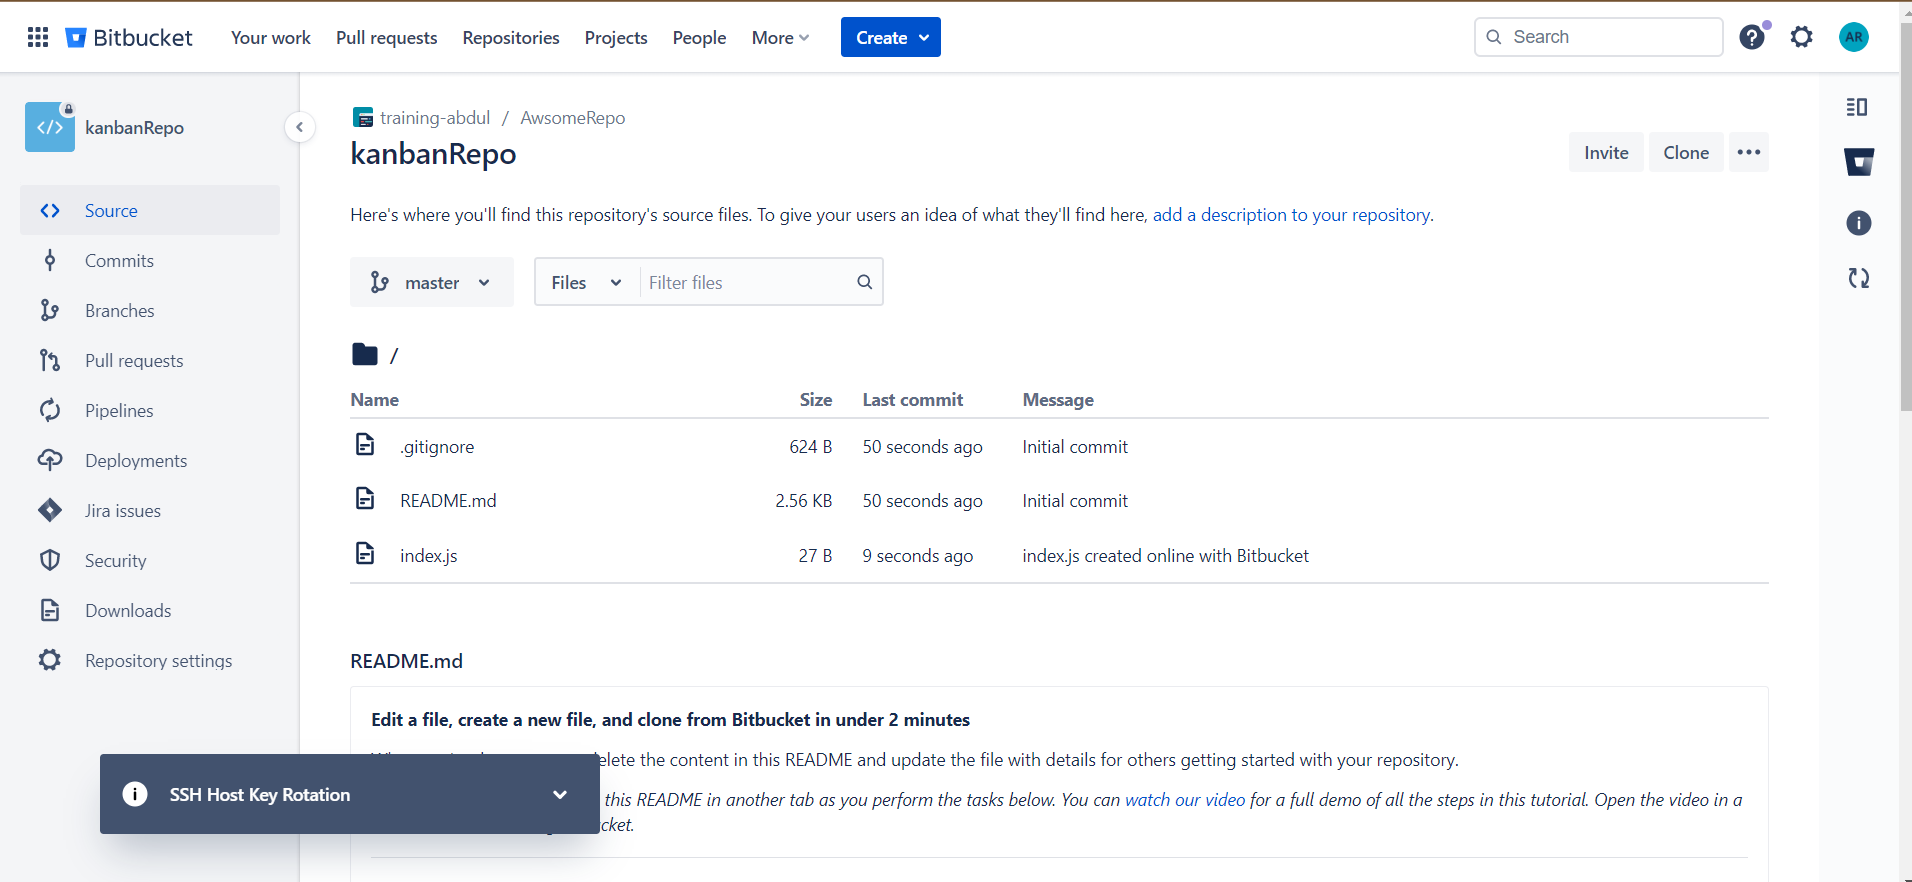 Bitbucket Your work Pull requests Repositories Projects People More Create Search AR
kanbanRepo
Source
Commits
Branches
Pull requests
Pipelines
Deployments
Jira issues
Security
Downloads
Repository settings
training-abdul / AwsomeRepo
kanbanRepo
Invite Clone
Here's where you'll find this repository's source files. To give your users an idea of what they'll find here, add a description to your repository.
master Files Filter files
/
Name Size Last commit Message
.gitignore 624 B 50 seconds ago Initial commit
README.md 2.56 KB 50 seconds ago Initial commit
index.js 27 B 9 seconds ago index.js created online with Bitbucket
README.md
Edit a file, create a new file, and clone from Bitbucket in under 2 minutes
the content in this README and update the file with details for others getting started with your repository.
this README in another tab as you perform the tasks below. You can watch our video for a full demo of all the steps in this tutorial. Open the video in a
SSH Host Key Rotation